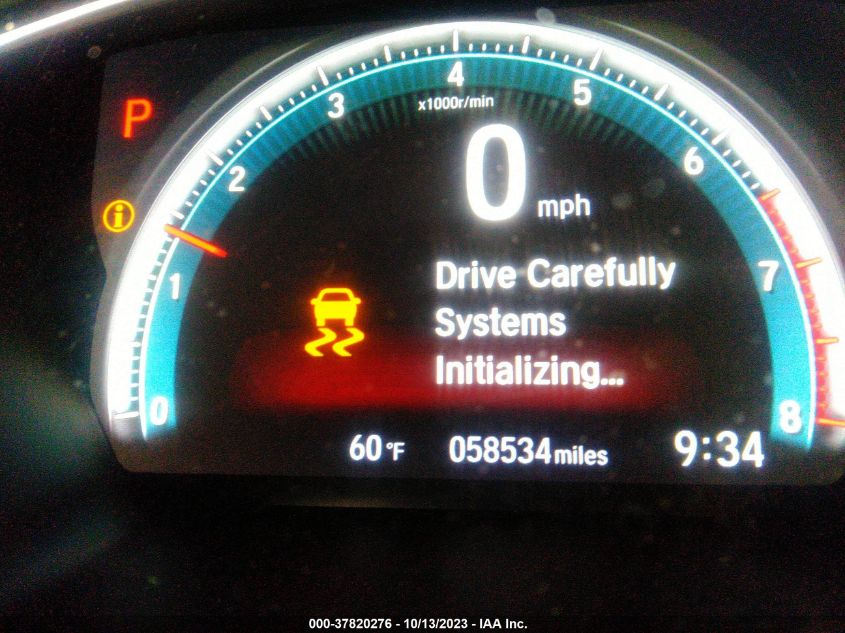 4
3
5
x1000r/min
P
2
6
0 mph
i
1
7
Drive Carefully
Systems
Initializing...
0
8
60°F 058534 miles 9:34
000-37820276 - 10/13/2023 - IAA Inc.